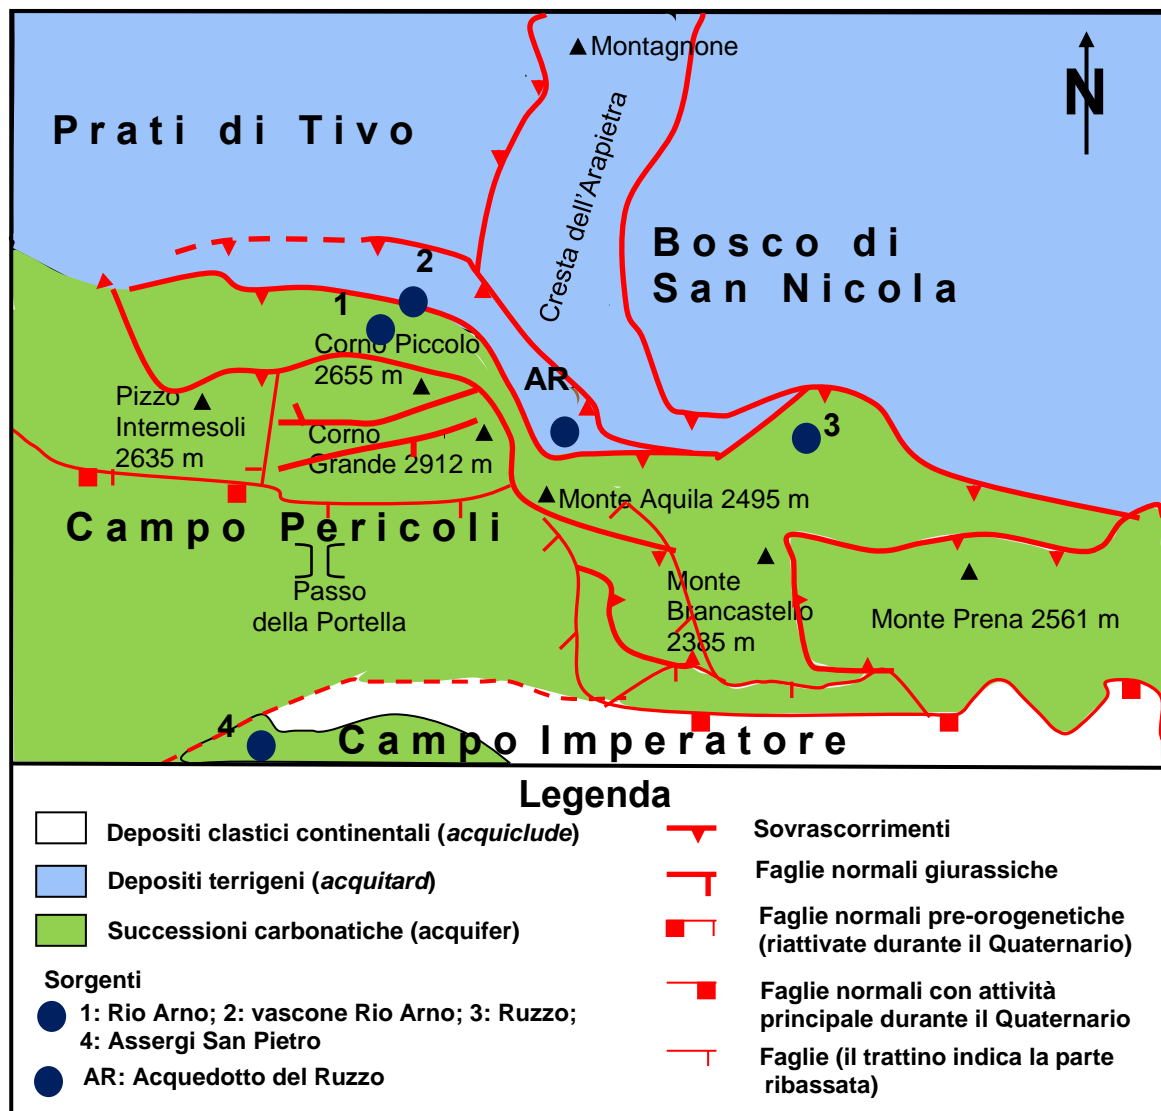 Montagnone
N
Prati di Tivo
Cresta dell'Arapietra
Bosco di
San Nicola
2
1
Corno Piccolo
2655 m
AR
3
Pizzo
Intermesoli
2635 m
Corno
Grande 2912 m
Monte Aquila 2495 m
Campo Pericoli
Passo
della Portella
Monte
Brancastello
2385 m
Monte Prena 2561 m
4
Campo Imperatore
Legenda
Depositi clastici continentali (acquiclude)
Depositi terrigeni (acquitard)
Successioni carbonatiche (acquifer)
Sorgenti
1: Rio Arno; 2: vascone Rio Arno; 3: Ruzzo;
4: Assergi San Pietro
AR: Acquedotto del Ruzzo
Sovrascorrimenti
Faglie normali giurassiche
Faglie normali pre-orogenetiche
(riattivate durante il Quaternario)
Faglie normali con attività
principale durante il Quaternario
Faglie (il trattino indica la parte
ribassata)